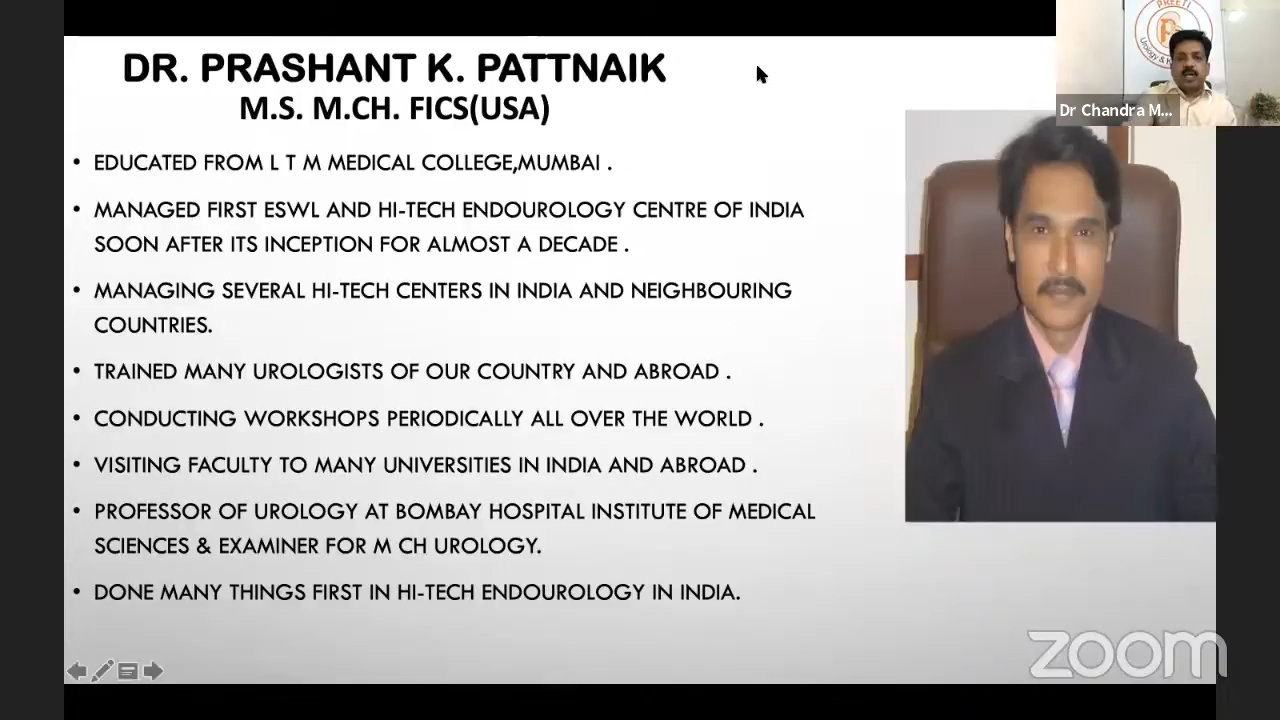 DR. PRASHANT K. PATTNAIK
M.S. M.CH. FICS(USA)
• EDUCATED FROM L T M MEDICAL COLLEGE,MUMBAI .
• MANAGED FIRST ESWL AND HI-TECH ENDOUROLOGY CENTRE OF INDIA
SOON AFTER ITS INCEPTION FOR ALMOST A DECADE .
• MANAGING SEVERAL HI-TECH CENTERS IN INDIA AND NEIGHBOURING
COUNTRIES.
• TRAINED MANY UROLOGISTS OF OUR COUNTRY AND ABROAD .
• CONDUCTING WORKSHOPS PERIODICALLY ALL OVER THE WORLD .
• VISITING FACULTY TO MANY UNIVERSITIES IN INDIA AND ABROAD .
• PROFESSOR OF UROLOGY AT BOMBAY HOSPITAL INSTITUTE OF MEDICAL
SCIENCES & EXAMINER FOR M CH UROLOGY.
• DONE MANY THINGS FIRST IN HI-TECH ENDOUROLOGY IN INDIA.
PREETI
Urology &
Dr Chandra M...
zoom